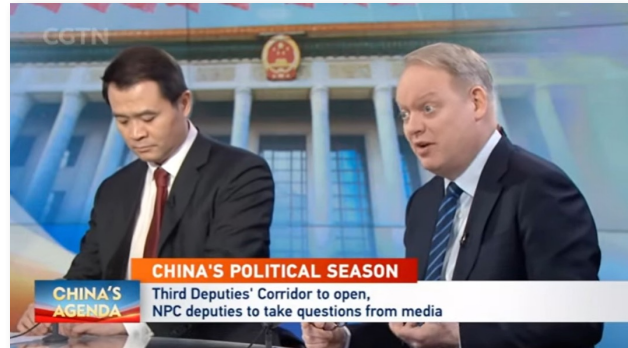 CGTN
CHINA'S POLITICAL SEASON
CHINA'S
AGENDA
Third Deputies' Corridor to open,
NPC deputies to take questions from media